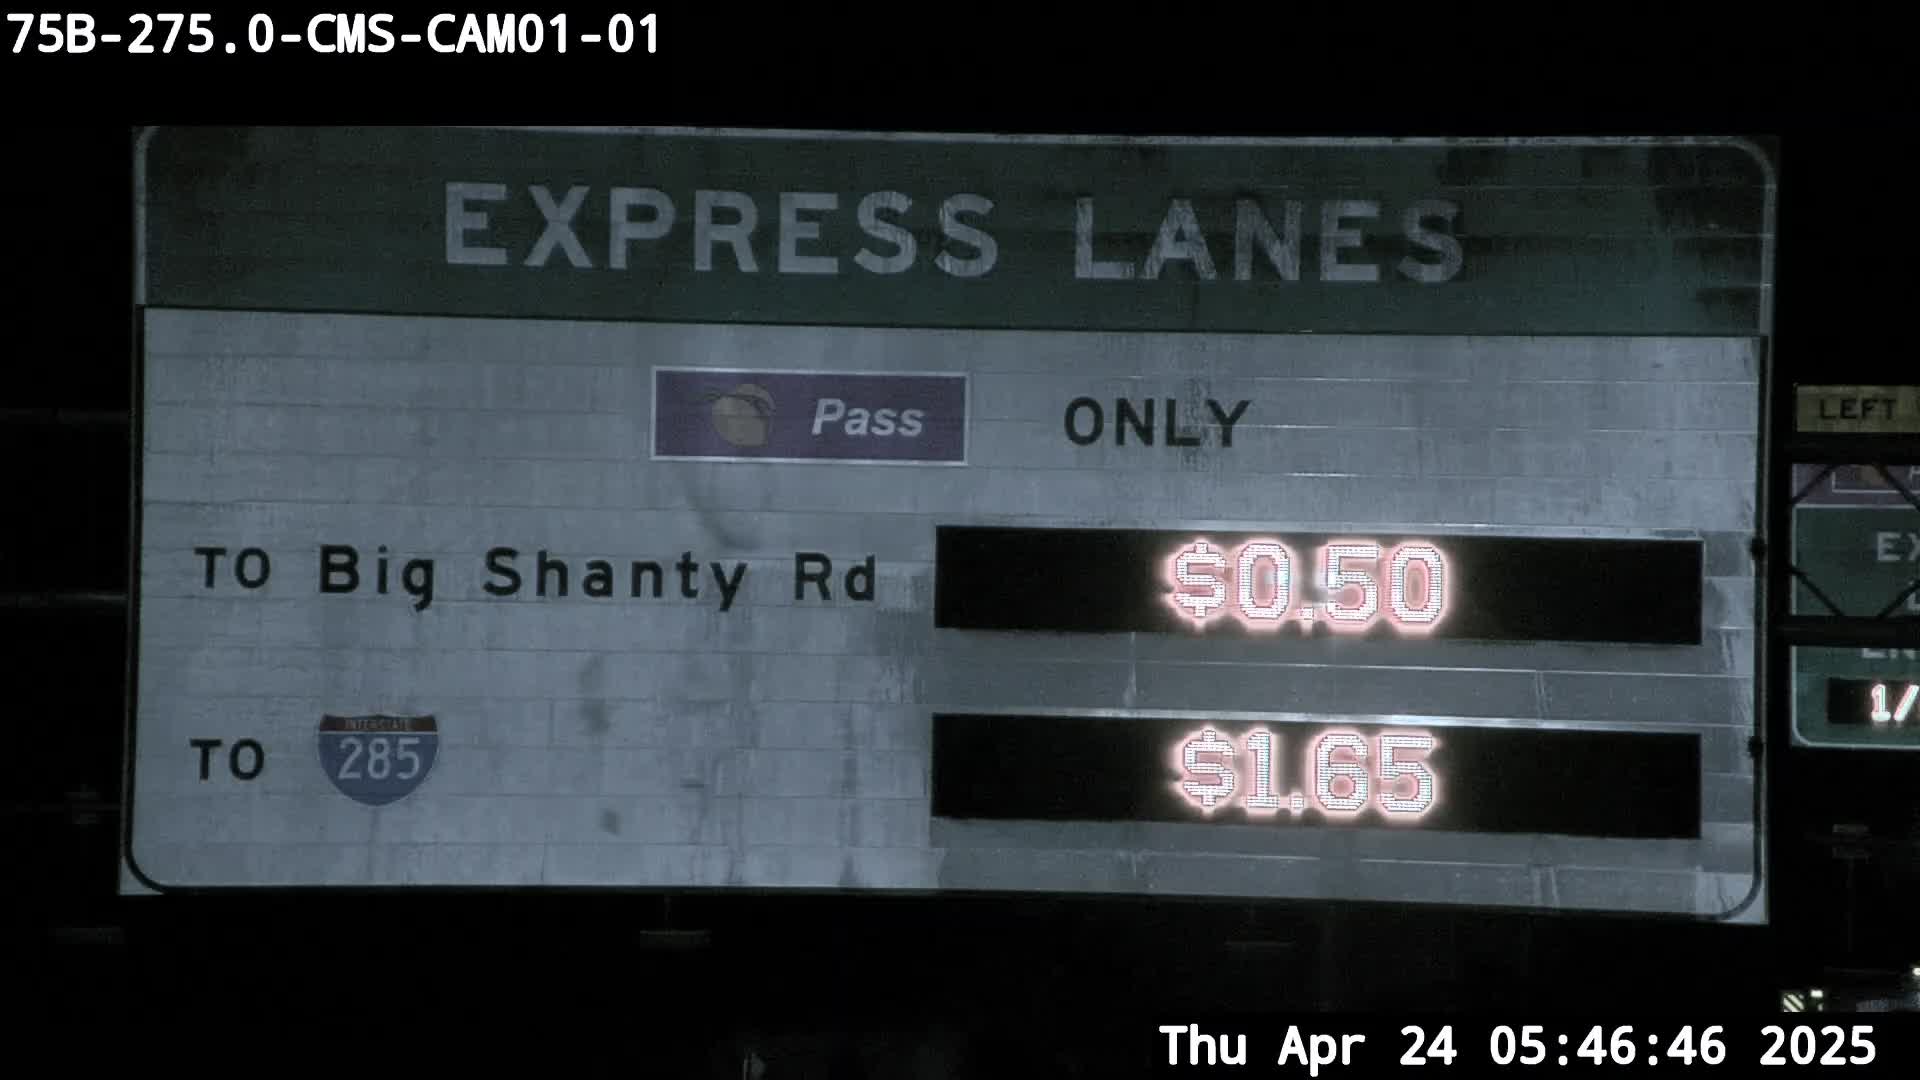 75B-275.0-CMS-CAM01-01
EXPRESS LANES
Pass ONLY
TO Big Shanty Rd $0.50
TO INTERSTATE 285 $1.65
LEFT
1/
Thu Apr 24 05:46:46 2025